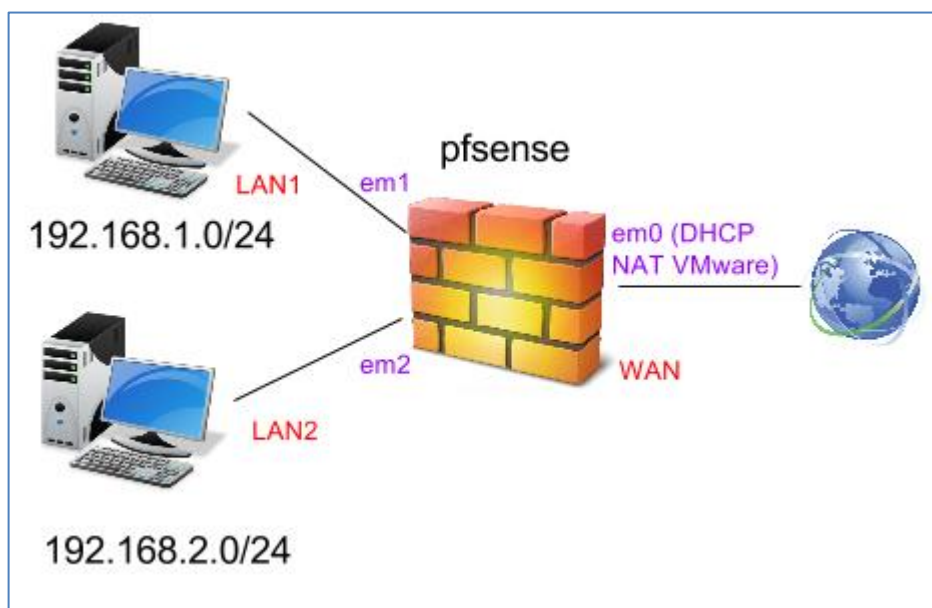 pfsense
em1
LAN1
192.168.1.0/24
em0 (DHCP
NAT VMware)
em2
WAN
LAN2
192.168.2.0/24